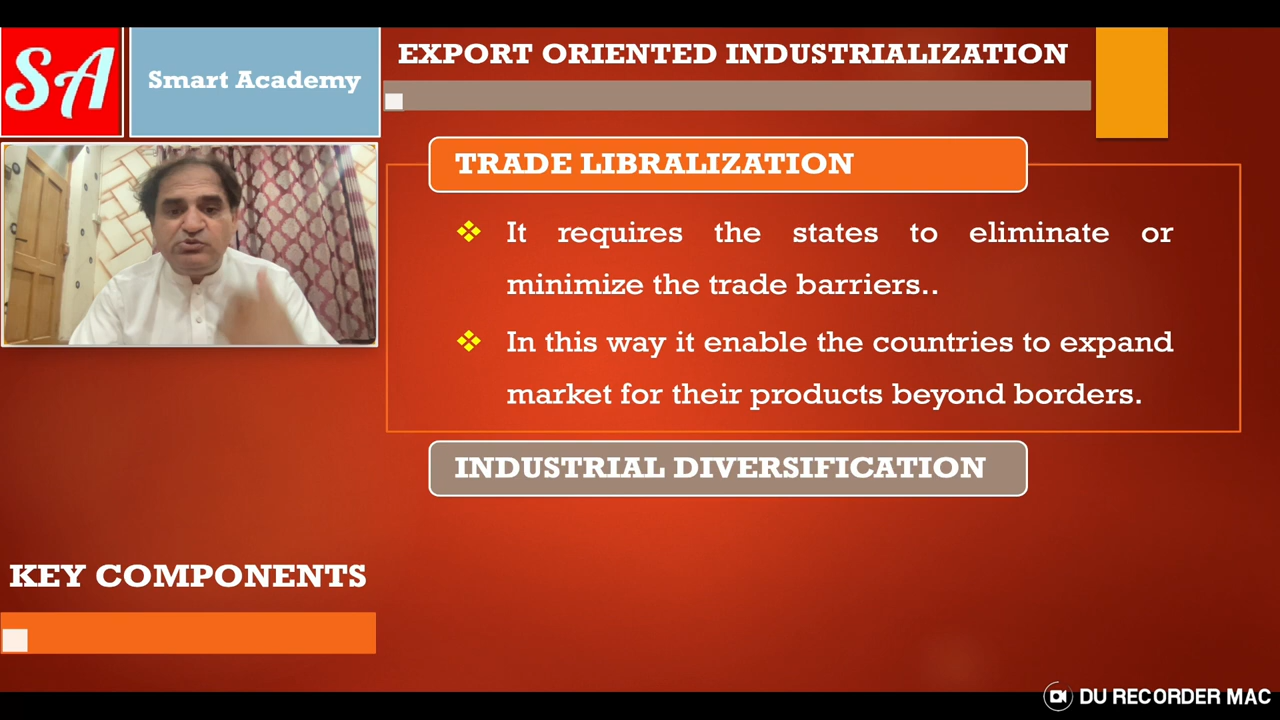 SA
Smart Academy
EXPORT ORIENTED INDUSTRIALIZATION
TRADE LIBRALIZATION
It requires the states to eliminate or
minimize the trade barriers..
In this way it enable the countries to expand
market for their products beyond borders.
INDUSTRIAL DIVERSIFICATION
KEY COMPONENTS
DU RECORDER MAC